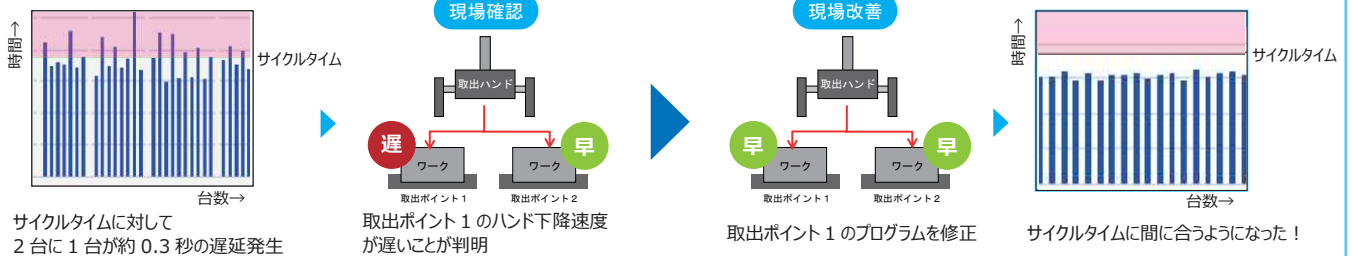 時間→
サイクルタイム
台数→
サイクルタイムに対して
2 台に 1 台が約 0.3 秒の遅延発生
現場確認
取出ハンド
遅
早
ワーク
ワーク
取出ポイント1
取出ポイント2
取出ポイント 1 のハンド下降速度
が遅いことが判明
現場改善
取出ハンド
早
早
ワーク
ワーク
取出ポイント1
取出ポイント2
取出ポイント 1 のプログラムを修正
時間→
サイクルタイム
台数→
サイクルタイムに間に合うようになった！